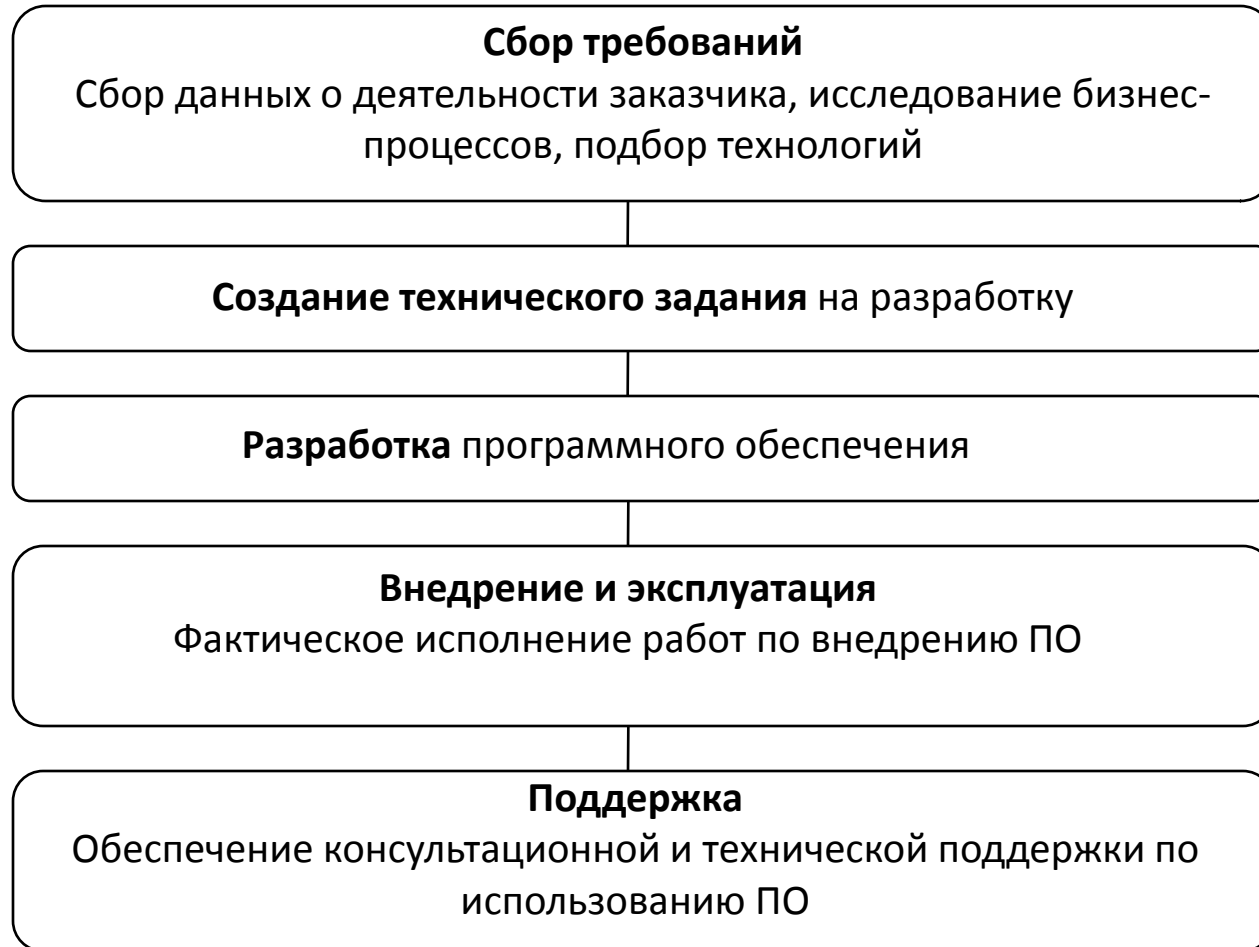 Сбор требований
Сбор данных о деятельности заказчика, исследование бизнес-
процессов, подбор технологий
Создание технического задания на разработку
Разработка программного обеспечения
Внедрение и эксплуатация
Фактическое исполнение работ по внедрению ПО
Поддержка
Обеспечение консультационной и технической поддержки по
использованию ПО